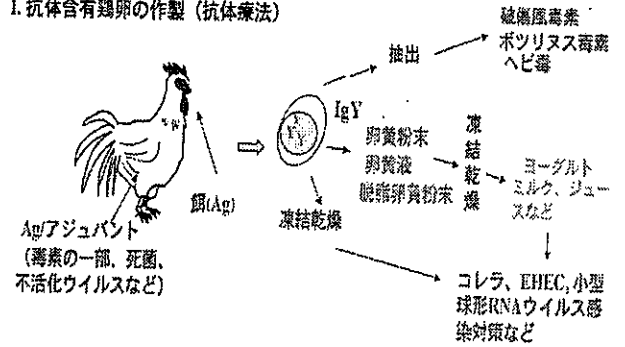 1. 抗体含有鶏卵の作製（抗体療法）
破傷風毒素
ボツリヌス毒素
ヘビ毒
抽出
IgY
Y
Y Y
卵黄粉末
卵黄液
脱脂卵黄粉末
凍結乾燥
ヨーグルト
ミルク、ジュー
スなど
餌(Ag)
凍結乾燥
Ag/アジュバント
（毒素の一部、死菌、
不活化ウイルスなど）
コレラ、EHEC,小型
球形RNAウイルス感
染対策など